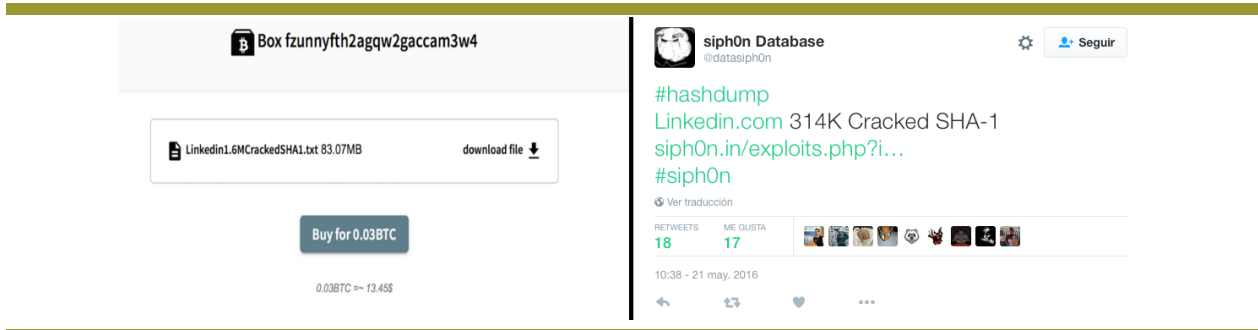 Box fzunnyfth2agqw2gaccam3w4
Linkedin1.6MCrackedSHA1.txt 83.07MB download file
Buy for 0.03BTC
0.03BTC =~ 13.45$
siph0n Database
@datasiph0n
Seguir
#hashdump
Linkedin.com 314K Cracked SHA-1
siph0n.in/exploits.php?i…
#siph0n
Ver traducción
RETWEETS ME GUSTA
18 17
10:38 - 21 may. 2016